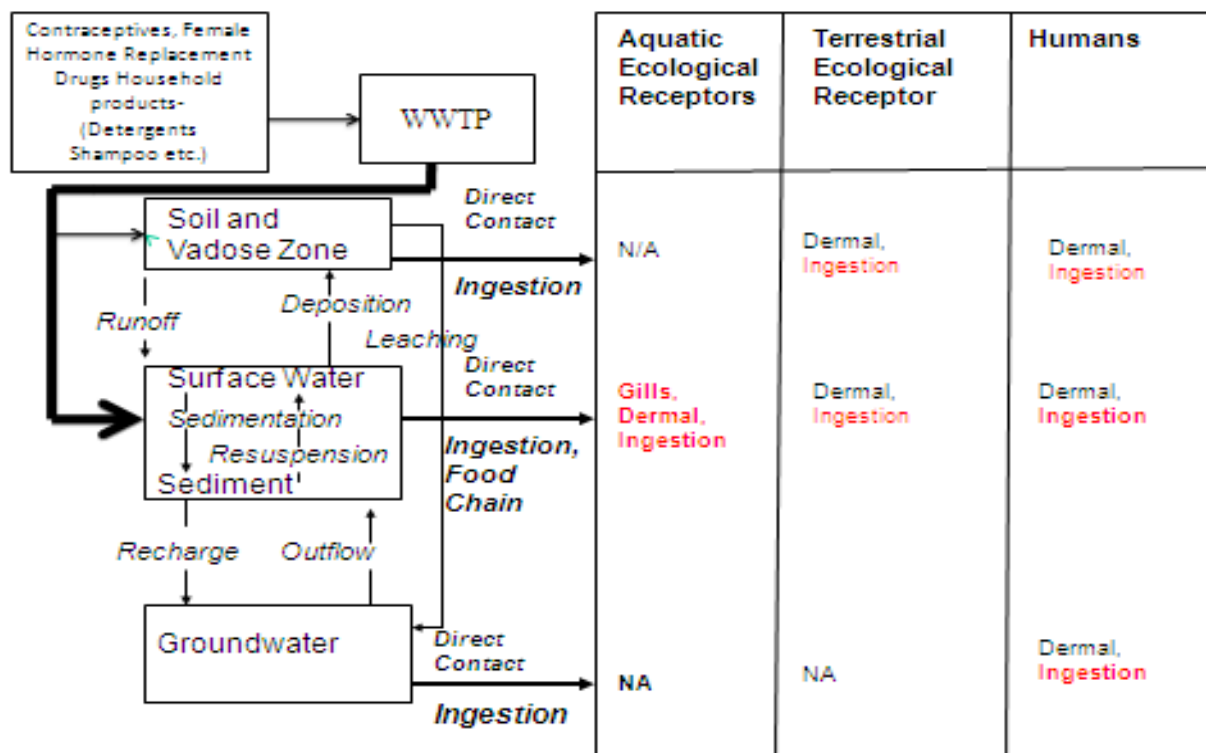 Contraceptives, Female
Hormone Replacement
Drugs Household
products-
(Detergents
Shampoo etc.)
WWTP
Aquatic
Ecological
Receptors
Terrestrial
Ecological
Receptor
Humans
Soil and
Vadose Zone
Direct
Contact
Ingestion
N/A
Dermal,
Ingestion
Dermal,
Ingestion
Runoff
Deposition
Leaching
Surface Water
Sedimentation
Resuspension
Sediment
Direct
Contact
Ingestion,
Food
Chain
Gills,
Dermal,
Ingestion
Dermal,
Ingestion
Dermal,
Ingestion
Recharge
Outflow
Groundwater
Direct
Contact
Ingestion
NA
NA
Dermal,
Ingestion